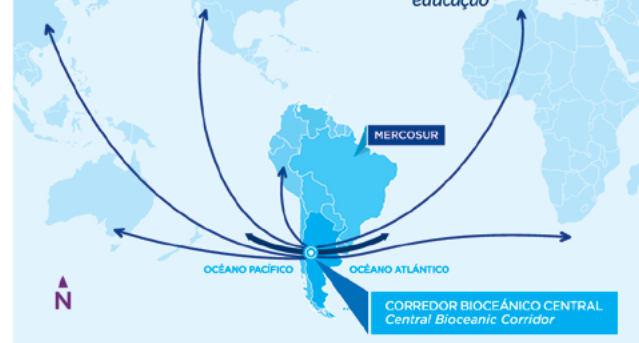 educação
MERCOSUR
OCÉANO PACÍFICO
OCÉANO ATLÁNTICO
N
CORREDOR BIOCEÁNICO CENTRAL
Central Bioceanic Corridor